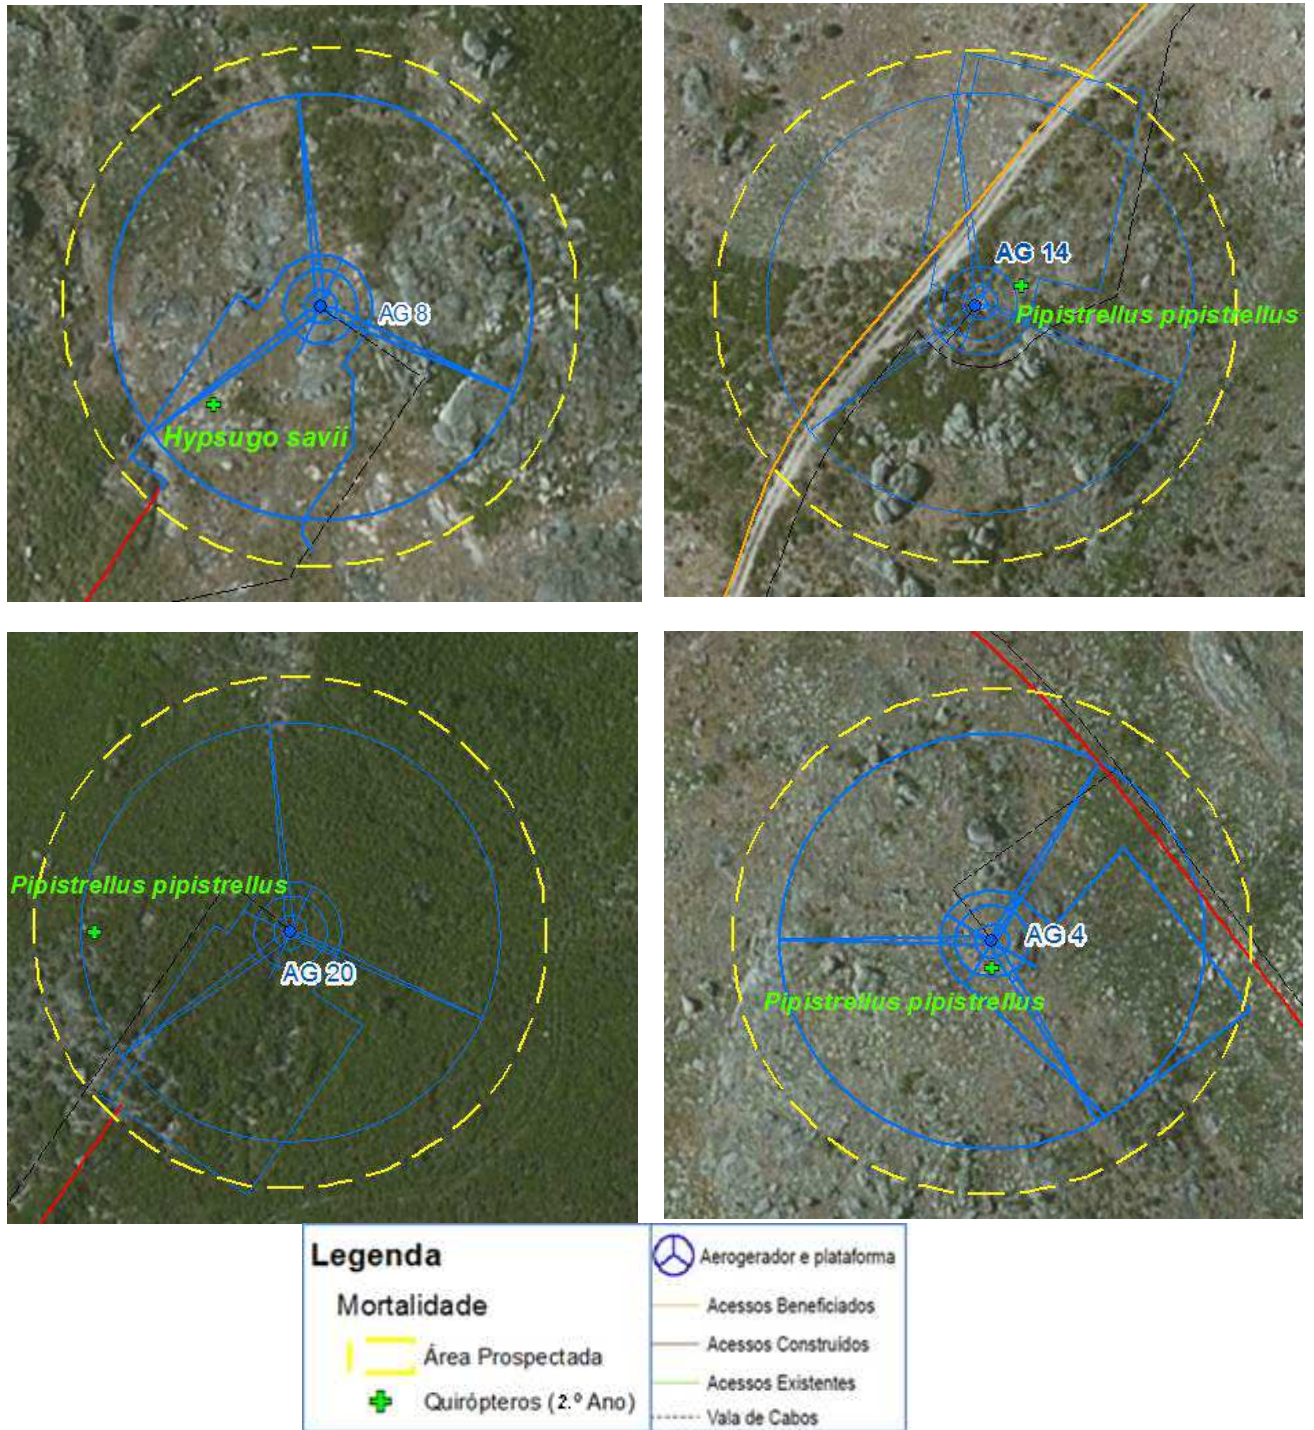 AG 8
Hypsugo savii
AG 14
Pipistrellus pipistrellus
Pipistrellus pipistrellus
AG 20
AG 4
Pipistrellus pipistrellus
Legenda
Mortalidade
Área Prospectada
Quirópteros (2.º Ano)
Aerogerador e plataforma
Acessos Beneficiados
Acessos Construídos
Acessos Existentes
Vala de Cabos